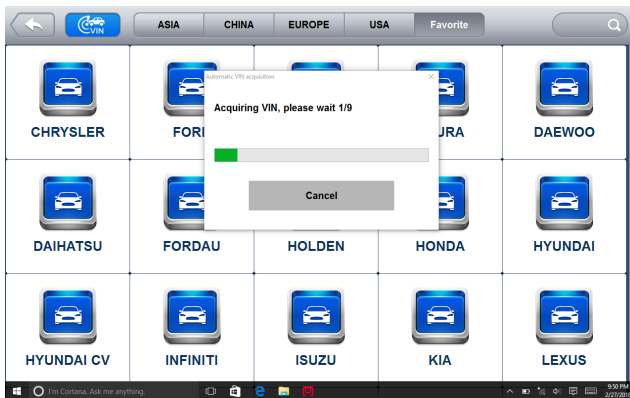 VIN
ASIA
CHINA
EUROPE
USA
Favorite
Automatic VIN acquisition
Acquiring VIN, please wait 1/9
Cancel
CHRYSLER
FOR
URA
DAEWOO
DAIHATSU
FORDAU
HOLDEN
HONDA
HYUNDAI
HYUNDAI CV
INFINITI
ISUZU
KIA
LEXUS
I'm Cortana. Ask me anything.
9:50 PM
2/27/2018